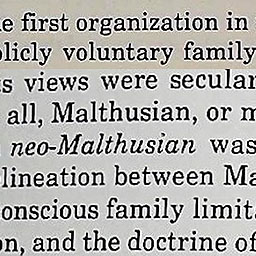 e first organization in
blicly voluntary family
s views were secular
all, Malthusian, or m
neo-Malthusian was
lineation between Ma
onscious family limit
on, and the doctrine of